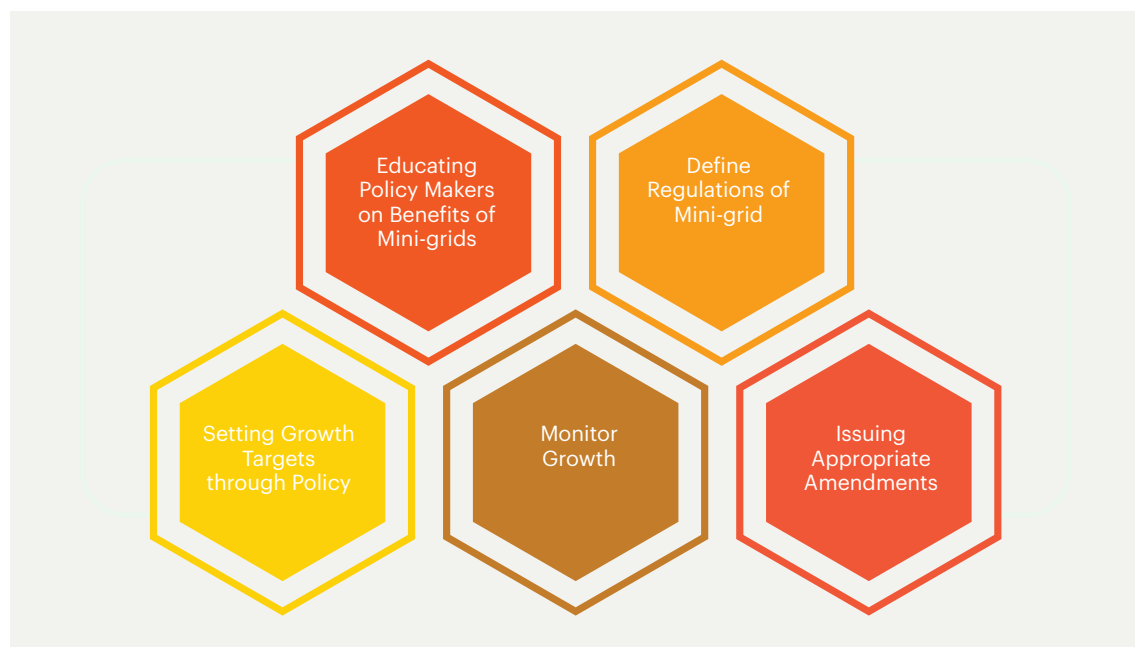 Educating
Policy Makers
on Benefits of
Mini-grids
Define
Regulations of
Mini-grid
Setting Growth
Targets
through Policy
Monitor
Growth
Issuing
Appropriate
Amendments